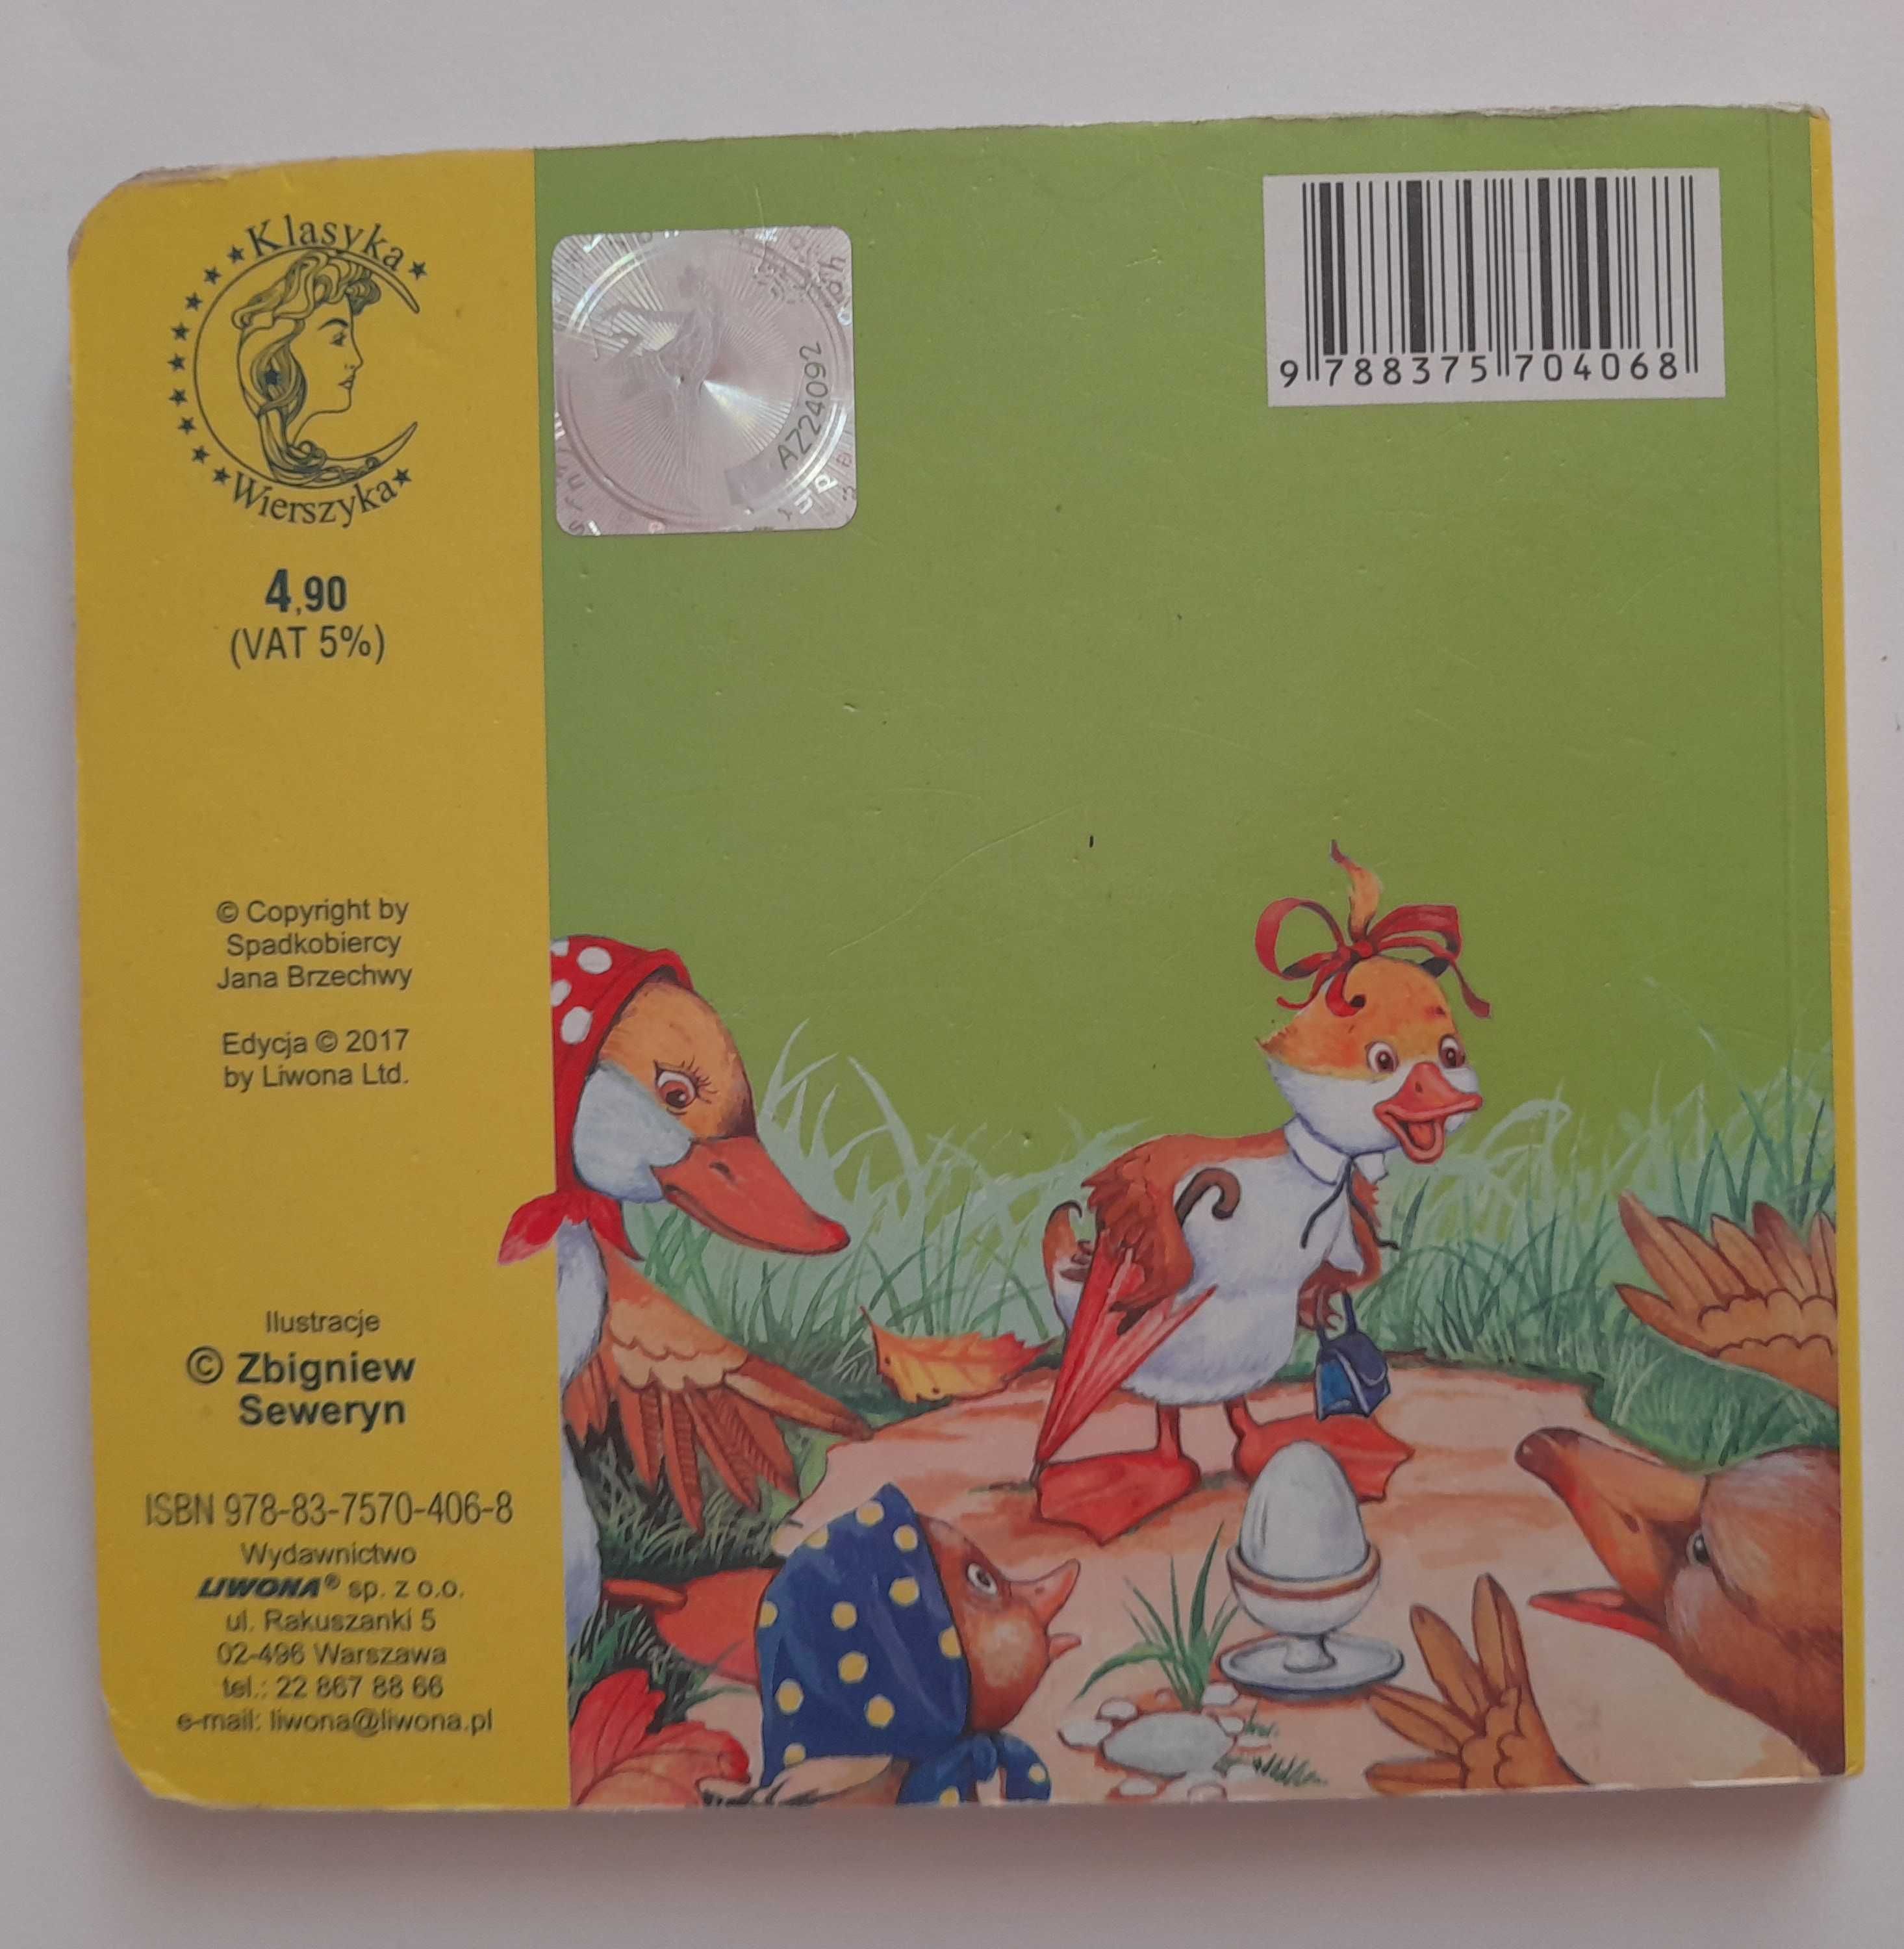 Klasyka
Wierszyka
4,90
(VAT 5%)
© Copyright by
Spadkobiercy
Jana Brzechwy
Edycja © 2017
by Liwona Ltd.
Ilustracje
© Zbigniew
Seweryn
ISBN 978-83-7570-406-8
Wydawnictwo
LIWONA® sp. z o.o.
ul. Rakuszanki 5
02-496 Warszawa
tel.: 22 867 88 66
e-mail: liwona@liwona.pl
AZ24092
9 788375 704068